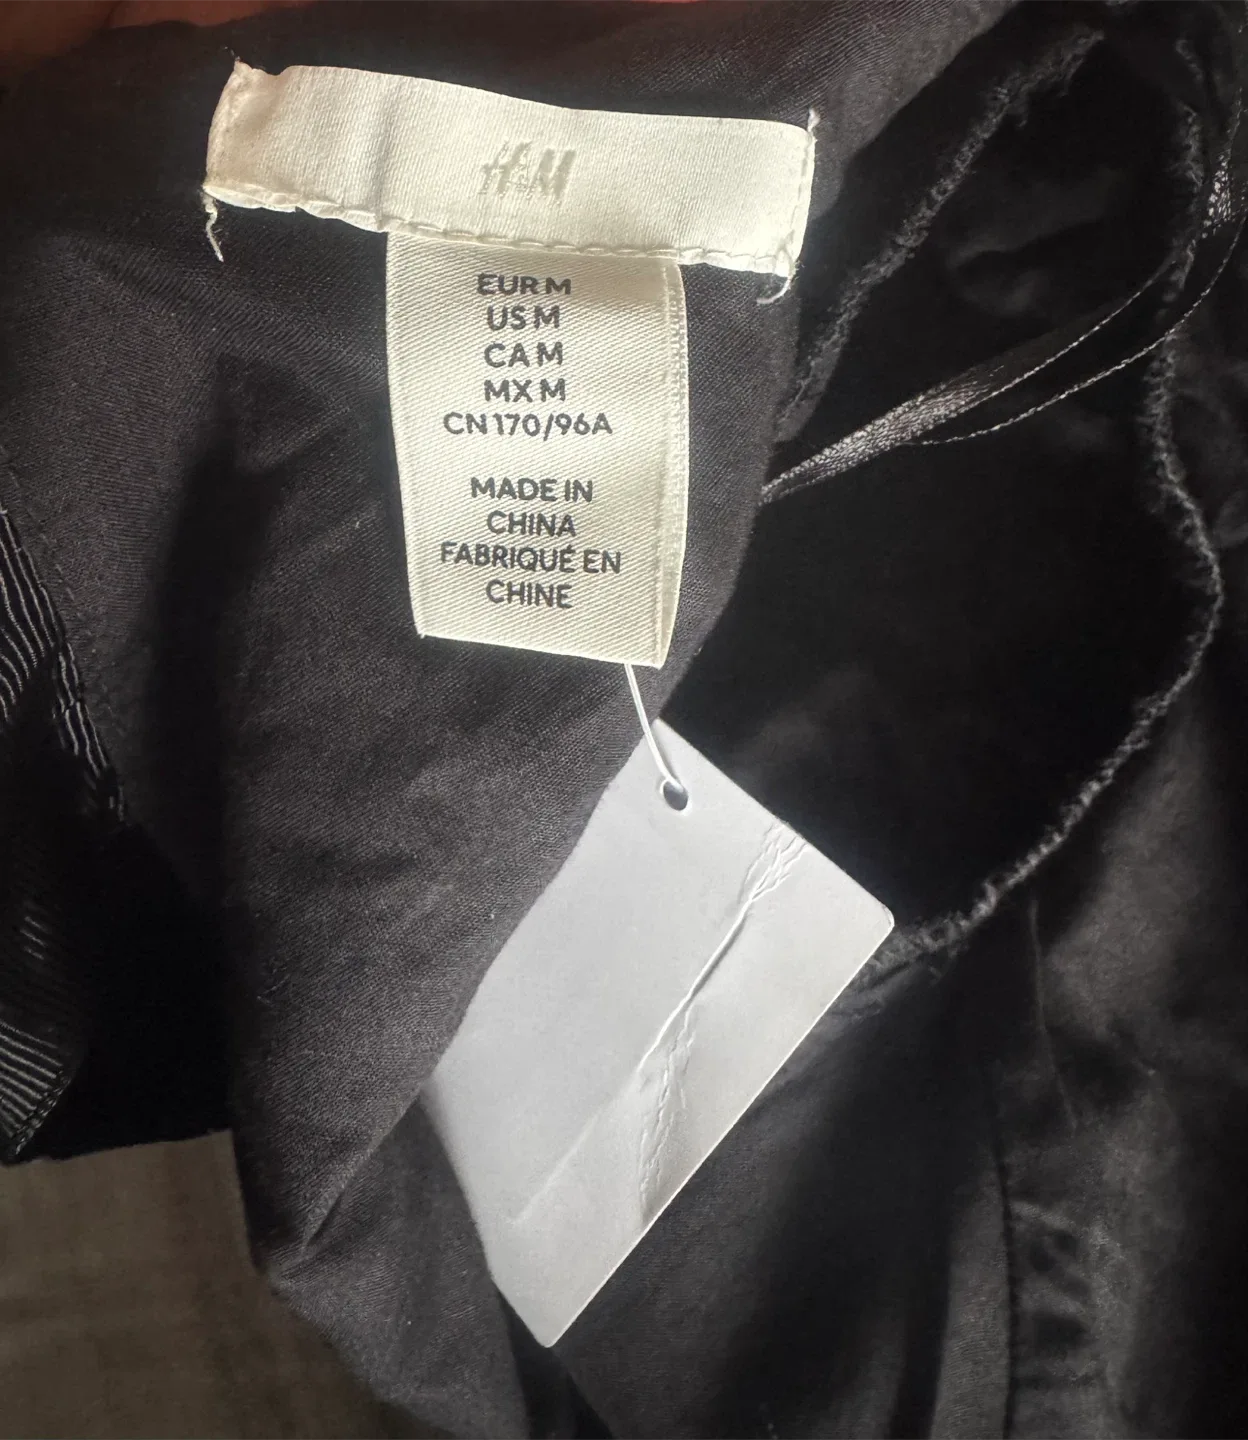 H&M
EUR M
US M
CA M
MX M
CN 170/96A
MADE IN
CHINA
FABRIQUÉ EN
CHINE